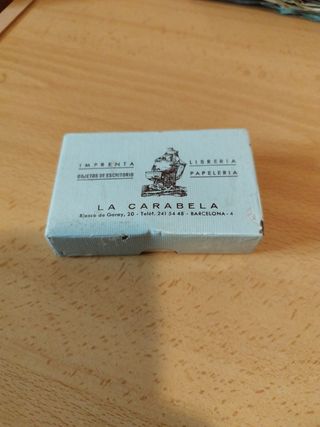 IMPRENTA
OBJETOS DE ESCRITORIO
LIBRERIA
PAPELERIA
LA CARABELA
Blasco de Garay, 20 - Teléf. 241 54 48 - BARCELONA - 4